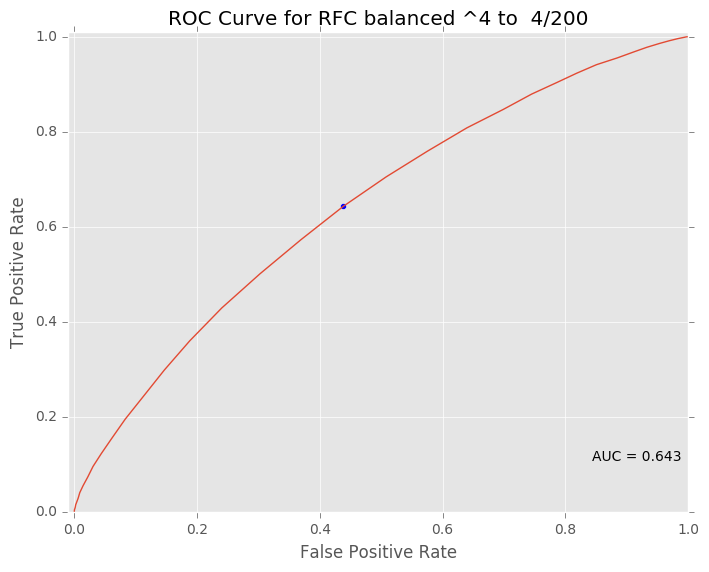 ROC Curve for RFC balanced ^4 to  4/200
1.0
0.8
0.6
0.4
0.2
0.0
True Positive Rate
AUC = 0.643
0.0 0.2 0.4 0.6 0.8 1.0
False Positive Rate